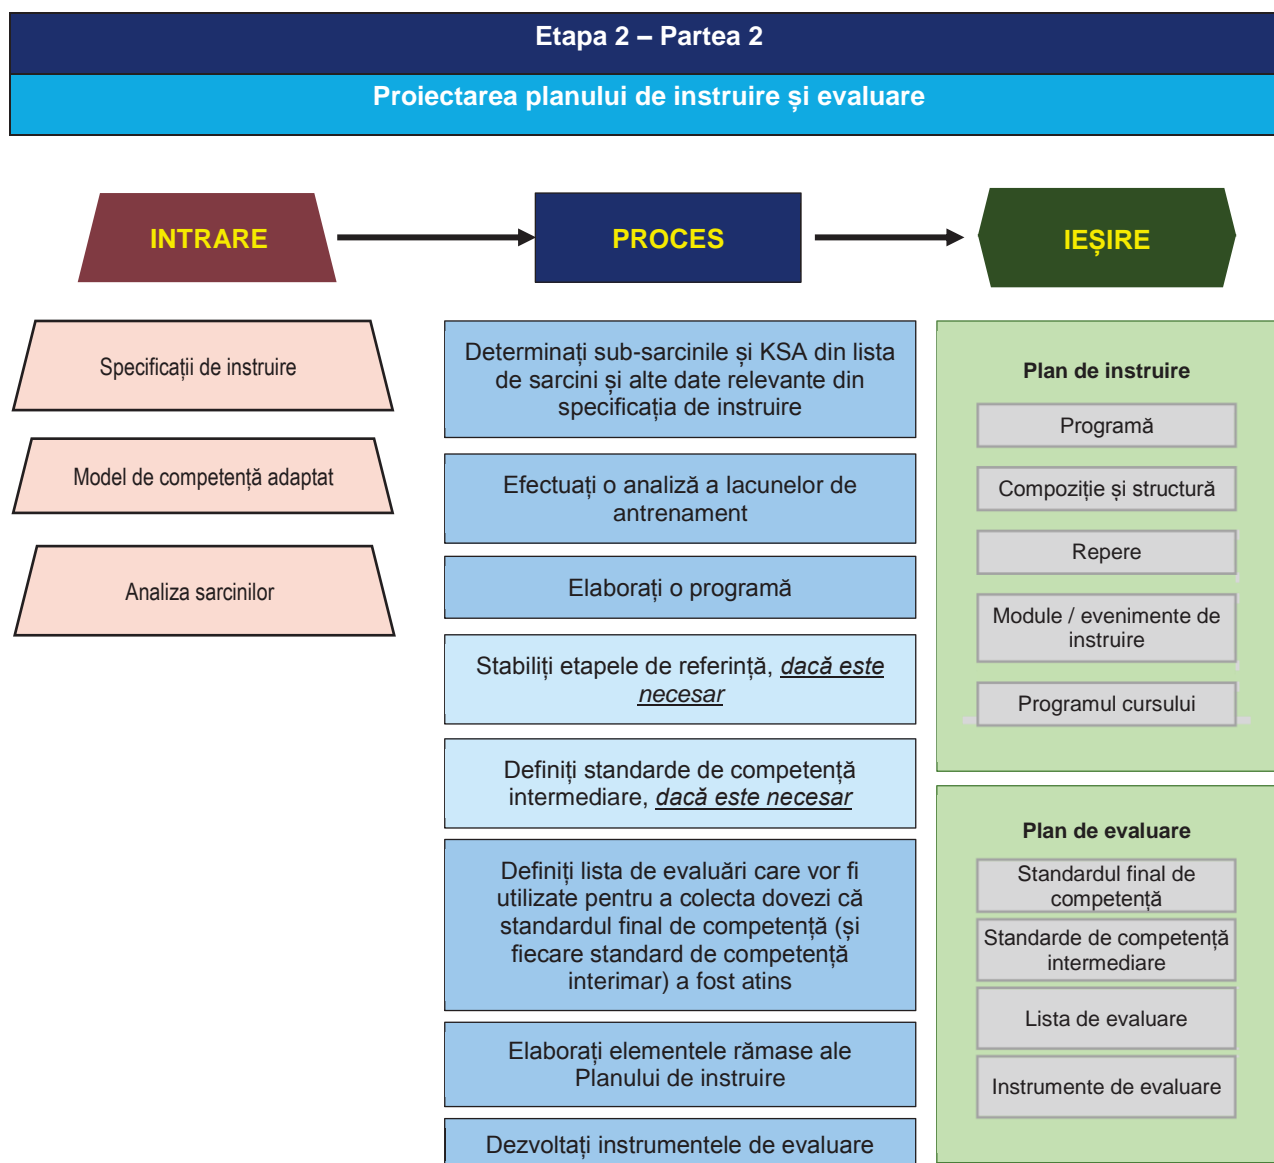 Etapa 2 – Partea 2
Proiectarea planului de instruire și evaluare
INTRARE
PROCES
IEȘIRE
Specificații de instruire
Model de competență adaptat
Analiza sarcinilor
Determinați sub-sarcinile și KSA din lista
de sarcini și alte date relevante din
specificația de instruire
Efectuați o analiză a lacunelor de
antrenament
Elaborați o programă
Stabiliți etapele de referință, dacă este
necesar
Definiți standarde de competență
intermediare, dacă este necesar
Definiți lista de evaluări care vor fi
utilizate pentru a colecta dovezi că
standardul final de competență (și
fiecare standard de competență
interimar) a fost atins
Elaborați elementele rămase ale
Planului de instruire
Dezvoltați instrumentele de evaluare
Plan de instruire
Programă
Compoziție și structură
Repere
Module / evenimente de
instruire
Programul cursului
Plan de evaluare
Standardul final de
competență
Standarde de competență
intermediare
Lista de evaluare
Instrumente de evaluare